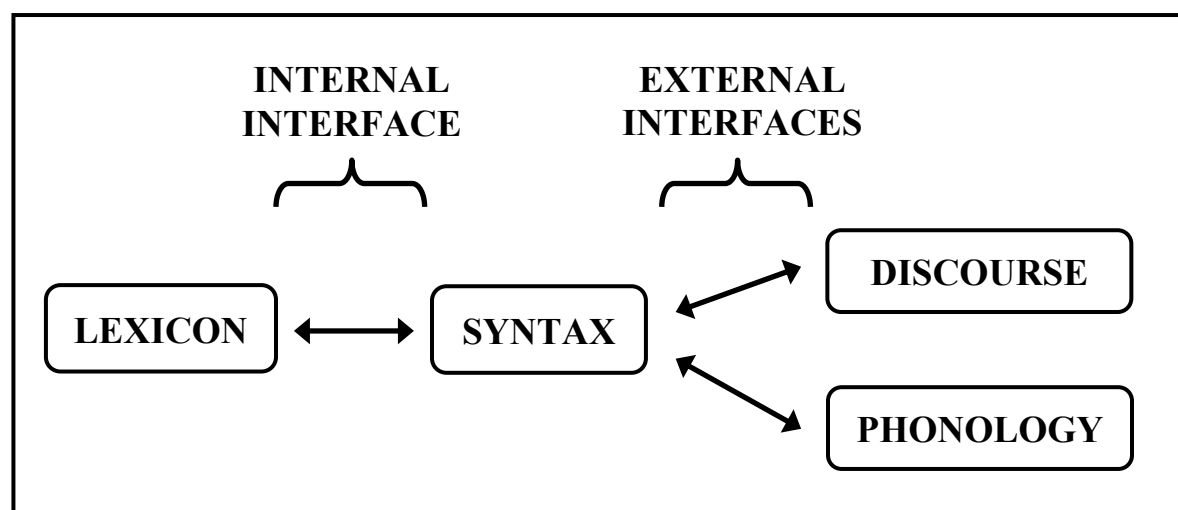 INTERNAL
INTERFACE
EXTERNAL
INTERFACES
LEXICON
SYNTAX
DISCOURSE
PHONOLOGY